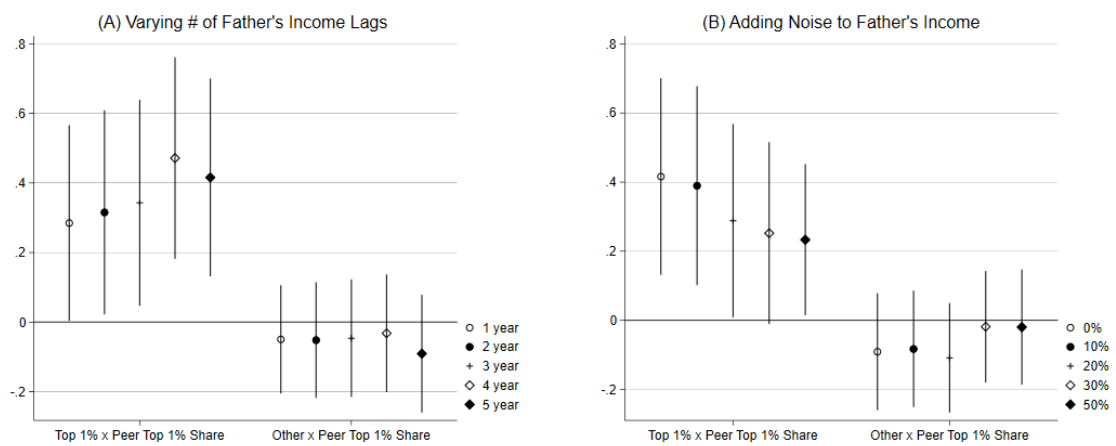 (A) Varying # of Father's Income Lags
.8
.6
.4
.2
0
-.2
Top 1% x Peer Top 1% Share
Other x Peer Top 1% Share
1 year
2 year
3 year
4 year
5 year
(B) Adding Noise to Father's Income
.8
.6
.4
.2
0
-.2
Top 1% x Peer Top 1% Share
Other x Peer Top 1% Share
0%
10%
20%
30%
50%